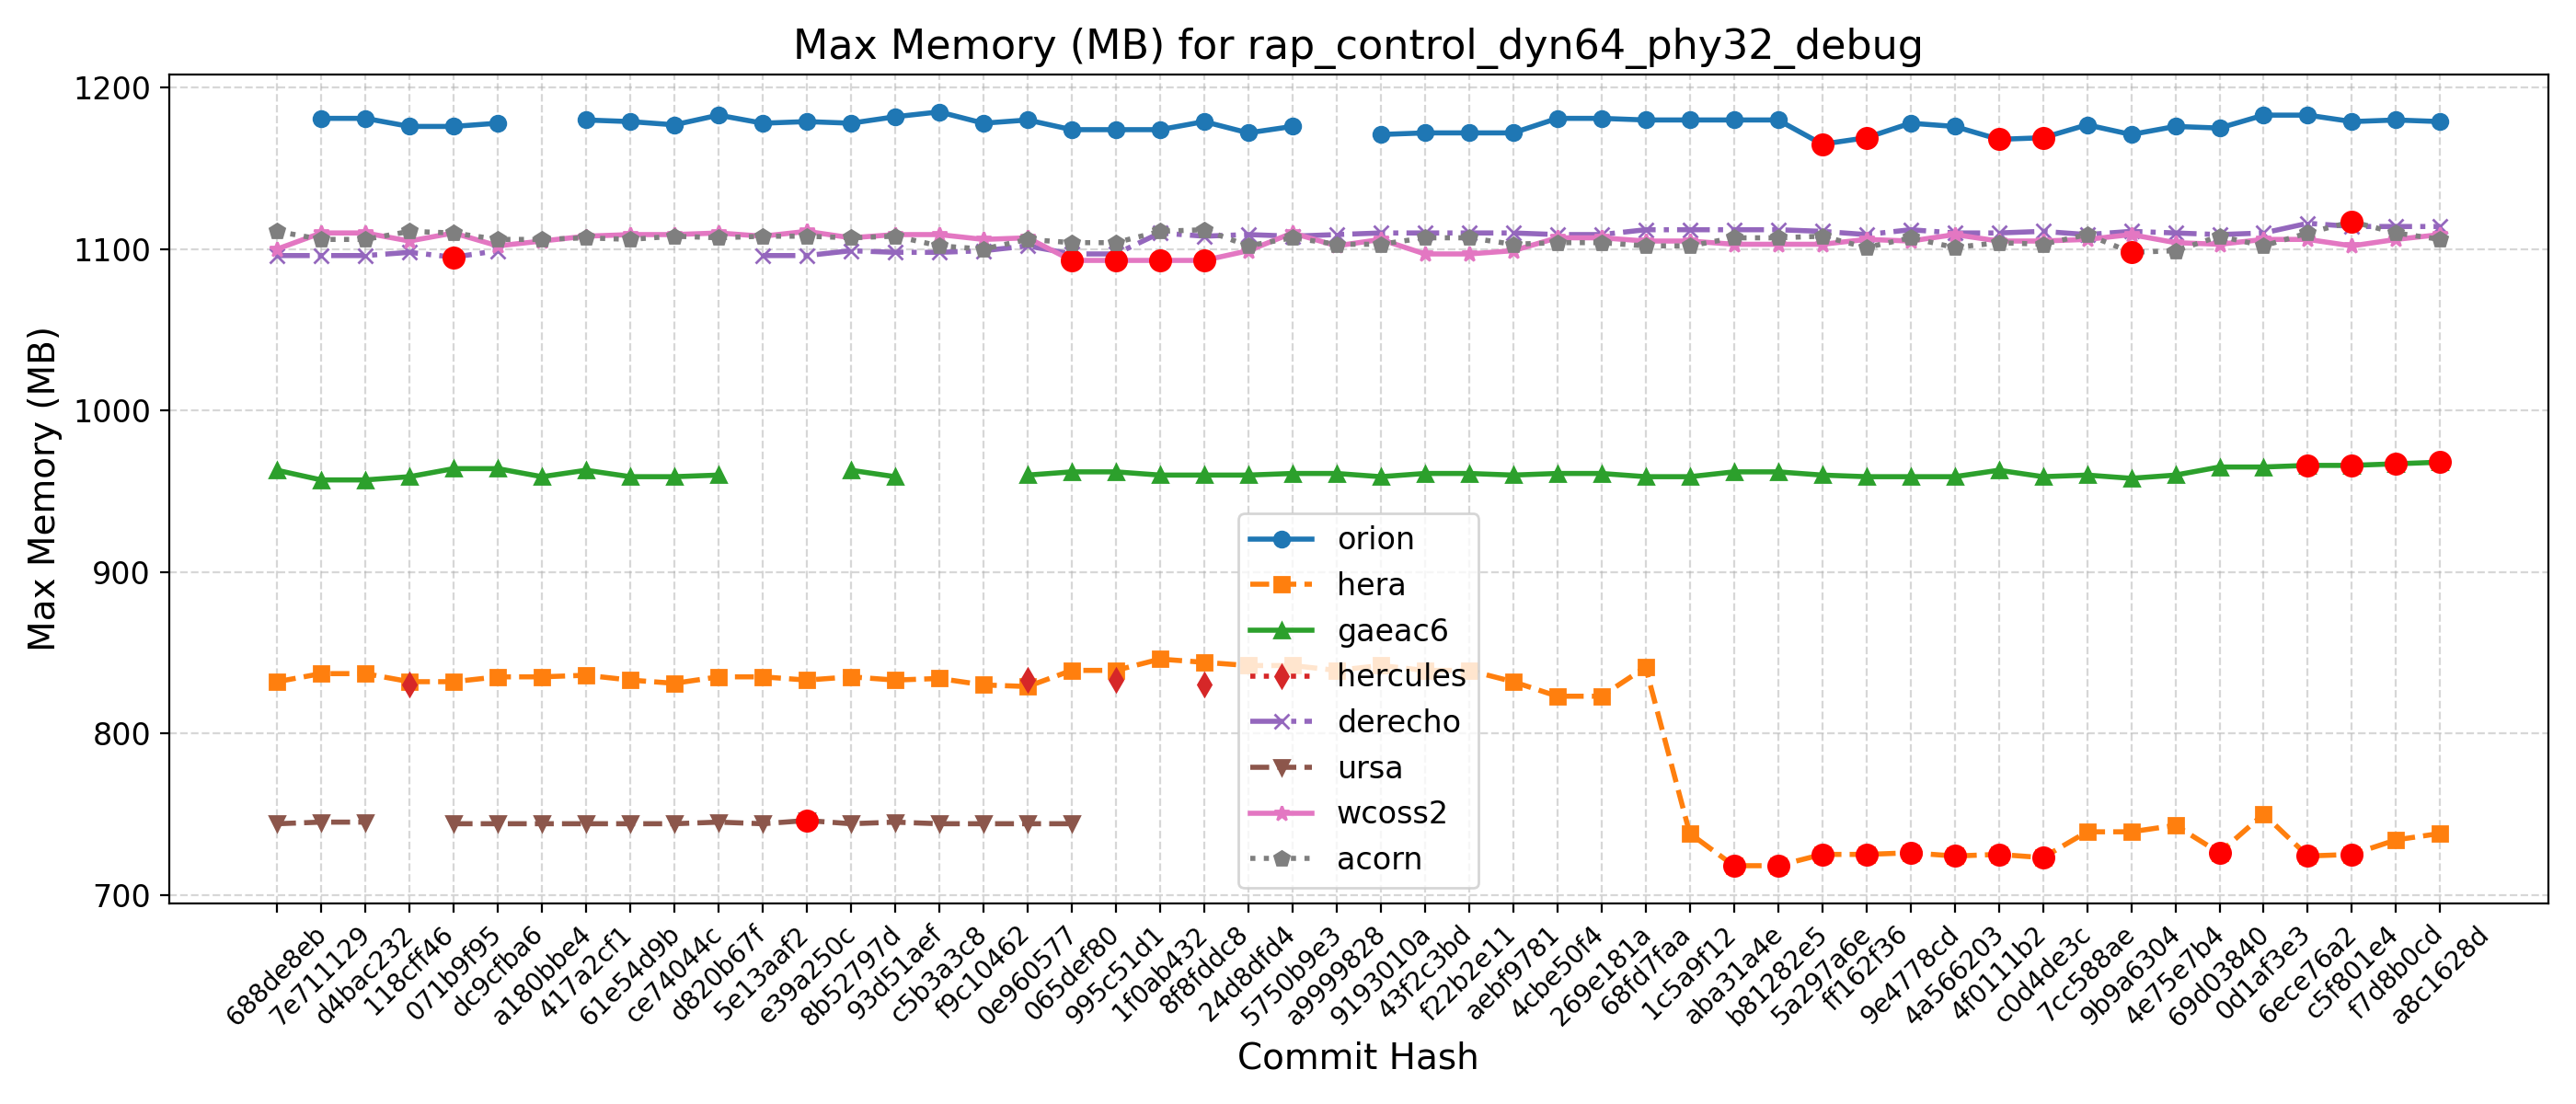 Max Memory (MB) for rap_control_dyn64_phy32_debug
Max Memory (MB)
1200
1100
1000
900
800
700
orion
hera
gaeac6
hercules
derecho
ursa
wcoss2
acorn
688de8eb
7e711129
d4bac232
118cff46
071b9f95
dc9cfba6
a180bbe4
417a2cf1
61e54d9b
ce74044c
d820b67f
5e13aaf2
e39a250c
8b52797d
93d51aef
c5b3a3c8
f9c10462
0e960577
065def80
995c51d1
1f0ab432
8f8fddc8
24d8dfd4
5750b9e3
a9999828
9193010a
43f2c3bd
f22b2e11
aebf9781
4cbe50f4
269e181a
68fd7faa
1c5a9f12
aba31a4e
b81282e5
5a297a6e
ff162f36
9e4778cd
4a566203
4f0111b2
c0d4de3c
7cc588ae
9b9a6304
4e75e7b4
69d03840
0d1af3e3
6ece76a2
c5f801e4
f7d8b0cd
a8c1628d
Commit Hash